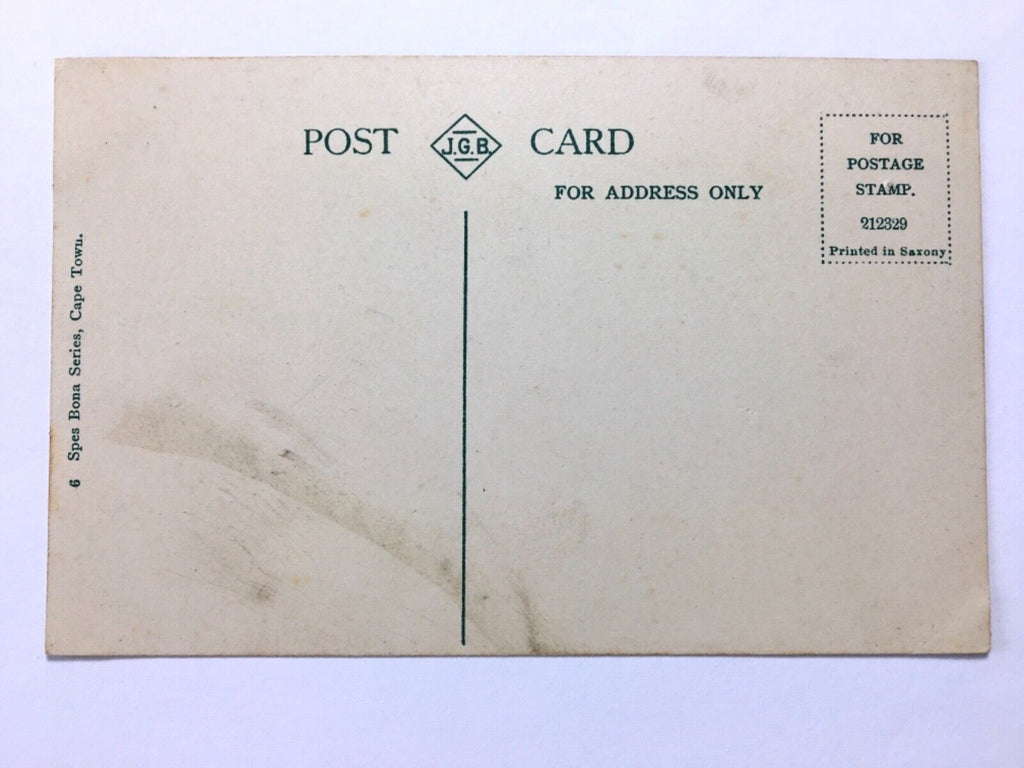 POST J.G.B. CARD
FOR ADDRESS ONLY
FOR
POSTAGE
STAMP.
212329
Printed in Saxony
6 Spes Bona Series, Cape Town.